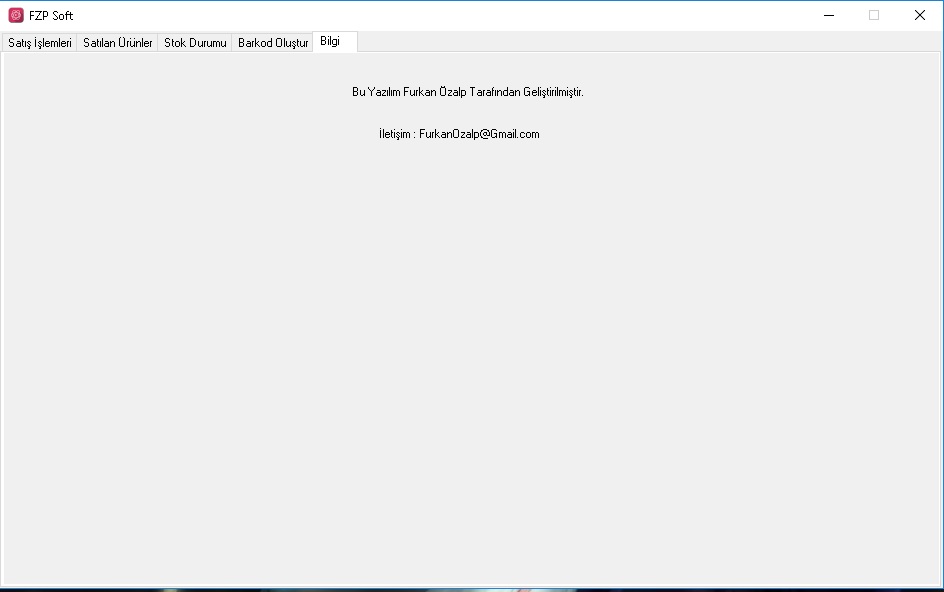 FZP Soft
Satış İşlemleri Satılan Ürünler Stok Durumu Barkod Oluştur Bilgi
Bu Yazılım Furkan Özalp Tarafından Geliştirilmiştir.
İletişim : FurkanOzalp@Gmail.com